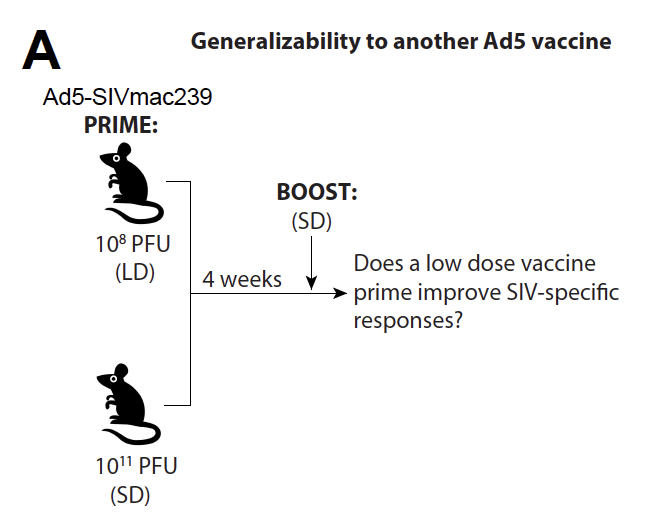 A
Generalizability to another Ad5 vaccine
Ad5-SIVmac239
PRIME:
10⁸ PFU
(LD)
BOOST:
(SD)
4 weeks
Does a low dose vaccine
prime improve SIV-specific
responses?
10¹¹ PFU
(SD)